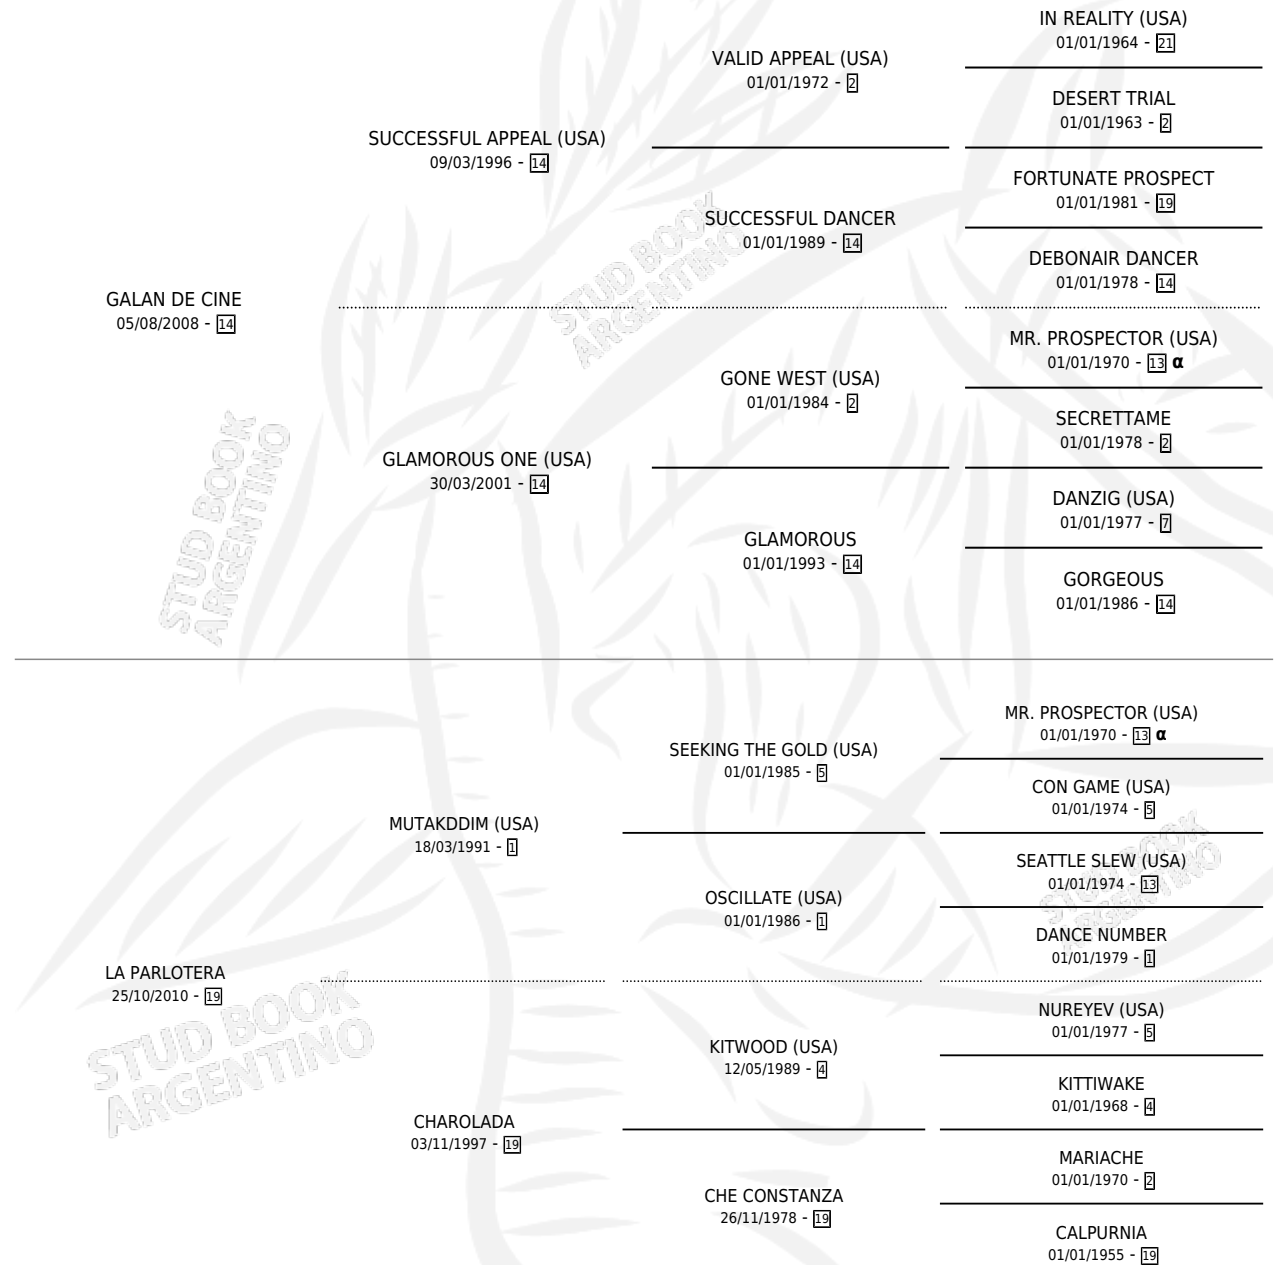 IN REALITY (USA)
01/01/1964 - 21
VALID APPEAL (USA)
01/01/1972 - 2
DESERT TRIAL
01/01/1963 - 2
SUCCESSFUL APPEAL (USA)
09/03/1996 - 14
FORTUNATE PROSPECT
01/01/1981 - 19
SUCCESSFUL DANCER
01/01/1989 - 14
DEBONAIR DANCER
01/01/1978 - 14
GALAN DE CINE
05/08/2008 - 14
MR. PROSPECTOR (USA)
01/01/1970 - 13 α
GONE WEST (USA)
01/01/1984 - 2
SECRETTAME
01/01/1978 - 2
GLAMOROUS ONE (USA)
30/03/2001 - 14
DANZIG (USA)
01/01/1977 - 7
GLAMOROUS
01/01/1993 - 14
GORGEOUS
01/01/1986 - 14
STUD BOOK
ARGENTINO
STUD BOOK
ARGENTINO
MR. PROSPECTOR (USA)
01/01/1970 - 13 α
SEEKING THE GOLD (USA)
01/01/1985 - 5
CON GAME (USA)
01/01/1974 - 5
MUTAKDDIM (USA)
18/03/1991 - 1
SEATTLE SLEW (USA)
01/01/1974 - 13
OSCILLATE (USA)
01/01/1986 - 1
DANCE NUMBER
01/01/1979 - 1
LA PARLOTERA
25/10/2010 - 19
NUREYEV (USA)
01/01/1977 - 5
KITWOOD (USA)
12/05/1989 - 4
KITTIWAKE
01/01/1968 - 4
CHAROLADA
03/11/1997 - 19
MARIACHE
01/01/1970 - 2
CHE CONSTANZA
26/11/1978 - 19
CALPURNIA
01/01/1955 - 19
STUD BOOK
ARGENTINO
STUD BOOK
ARGENTINO